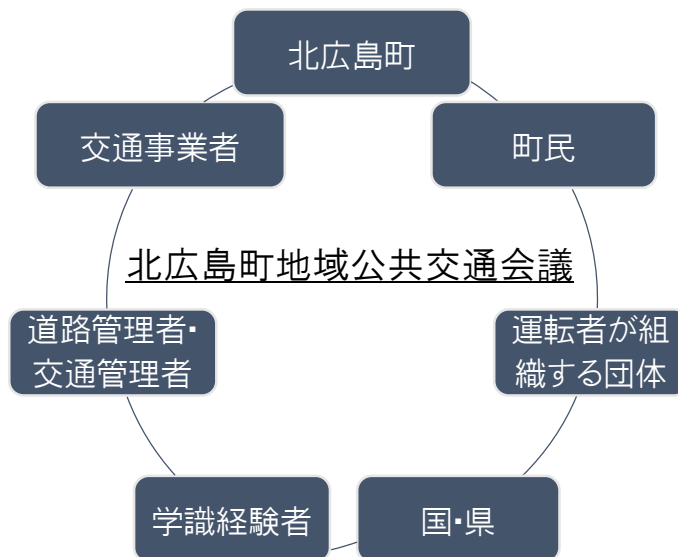 北広島町
交通事業者
町民
北広島町地域公共交通会議
道路管理者・
交通管理者
運転者が組
織する団体
学識経験者
国・県